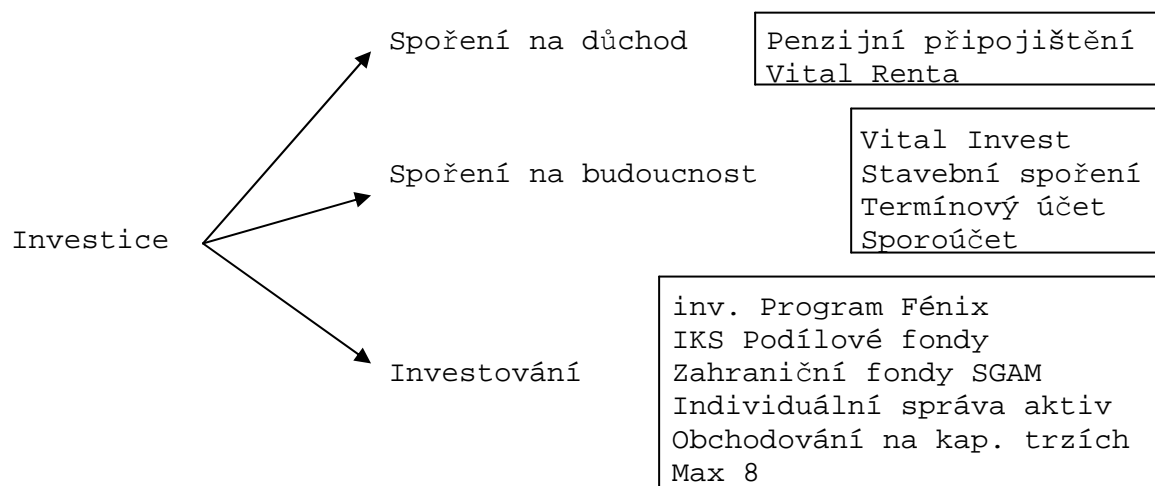 Spoření na důchod
Penzijní připojištění
Vital Renta
Spoření na budoucnost
Vital Invest
Stavební spoření
Termínový účet
Sporoúčet
Investice
Investování
inv. Program Fénix
IKS Podílové fondy
Zahraniční fondy SGAM
Individuální správa aktiv
Obchodování na kap. trzích
Max 8